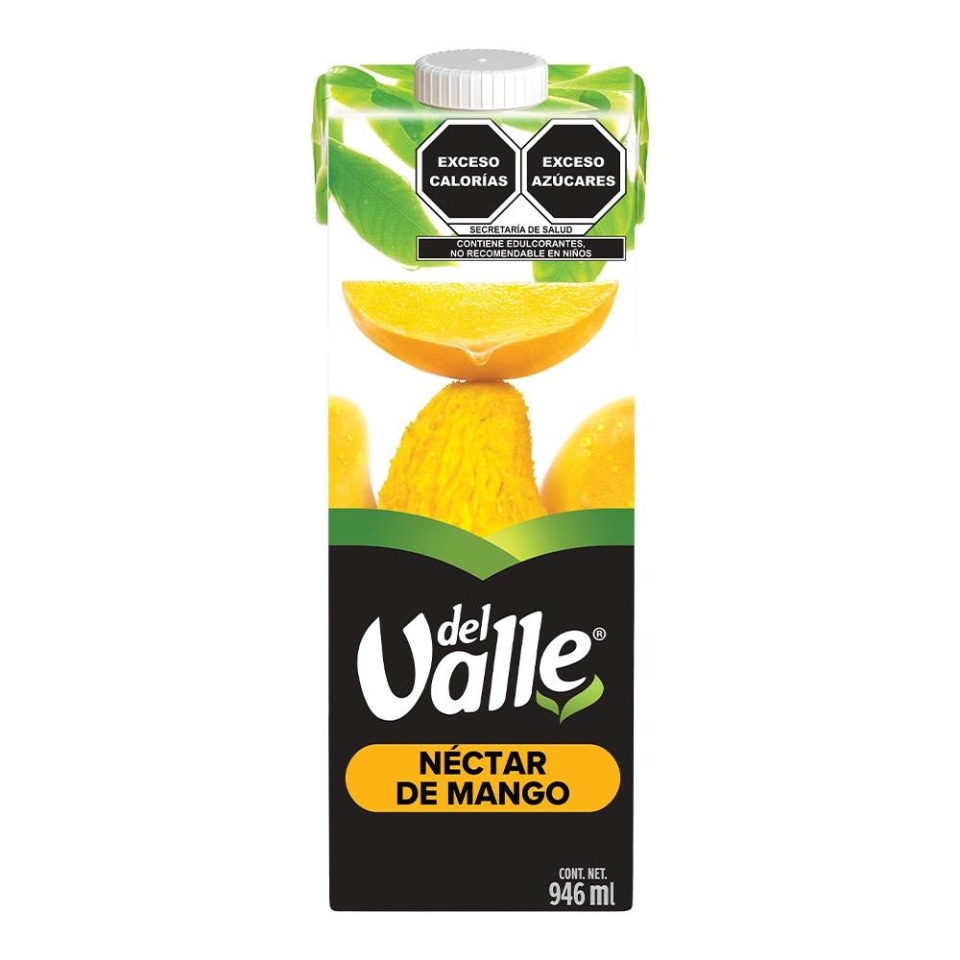 EXCESO
CALORÍAS
EXCESO
AZÚCARES
SECRETARÍA DE SALUD
CONTIENE EDULCORANTES,
NO RECOMENDABLE EN NIÑOS
del
Valle®
NÉCTAR
DE MANGO
CONT. NET.
946 ml